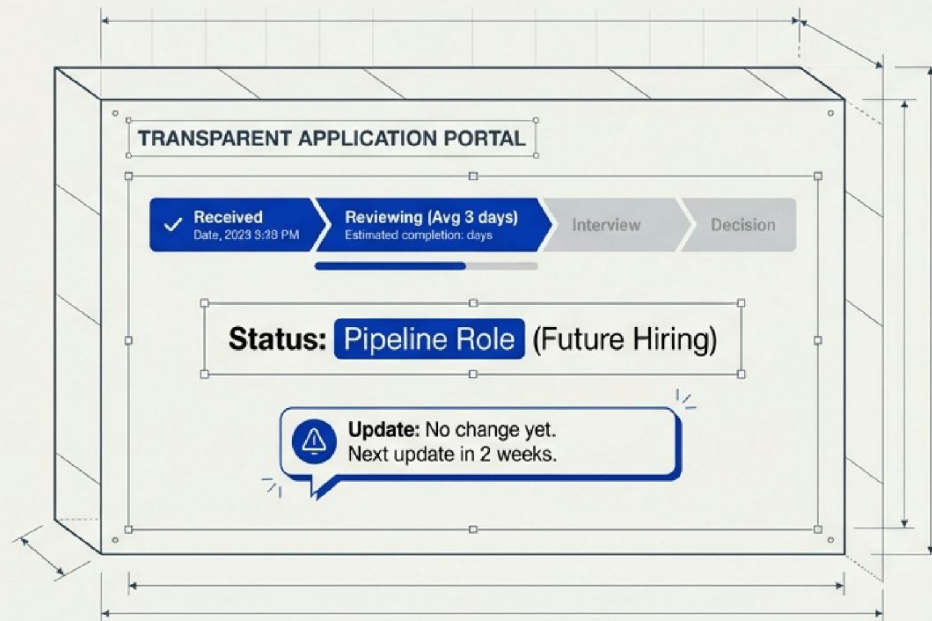 TRANSPARENT APPLICATION PORTAL
Received
Date, 2023 9:38 PM
Reviewing (Avg 3 days)
Estimated completion: days
Interview
Decision
Status: Pipeline Role (Future Hiring)
Update: No change yet.
Next update in 2 weeks.